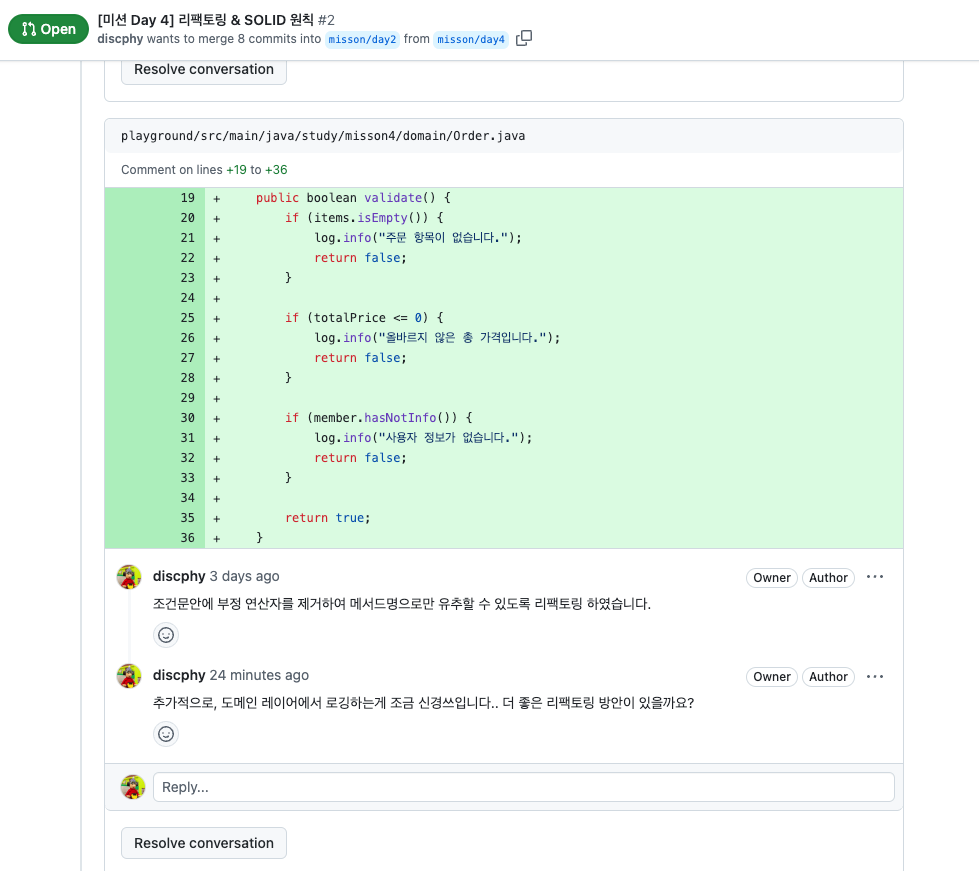 Open
[미션 Day 4] 리팩토링 & SOLID 원칙 #2
discphy wants to merge 8 commits into misson/day2 from misson/day4
Resolve conversation
playground/src/main/java/study/misson4/domain/Order.java
Comment on lines +19 to +36
19 + public boolean validate() {
20 + if (items.isEmpty()) {
21 + log.info("주문 항목이 없습니다.");
22 + return false;
23 + }
24 +
25 + if (totalPrice <= 0) {
26 + log.info("올바르지 않은 총 가격입니다.");
27 + return false;
28 + }
29 +
30 + if (member.hasNotInfo()) {
31 + log.info("사용자 정보가 없습니다.");
32 + return false;
33 + }
34 +
35 + return true;
36 + }
discphy 3 days ago Owner Author
조건문안에 부정 연산자를 제거하여 메서드명으로만 유추할 수 있도록 리팩토링 하였습니다.
discphy 24 minutes ago Owner Author
추가적으로, 도메인 레이어에서 로깅하는게 조금 신경쓰입니다.. 더 좋은 리팩토링 방안이 있을까요?
Reply...
Resolve conversation